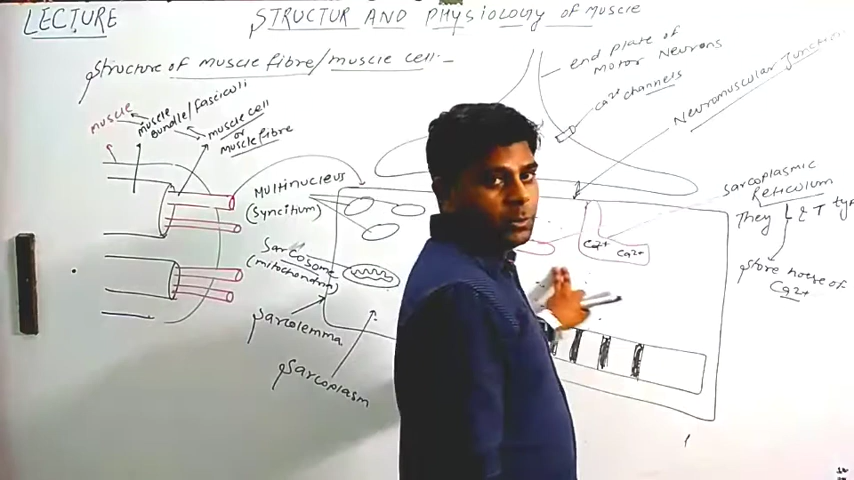 LECTURE
STRUCTUR AND PHYSIOLOGY OF MUSCLE
Structure of muscle fibre/muscle cell. -
end plate of
Motor Neurons
Ca2+ channels
Neuromuscular Junction
muscle
muscle
Bundle/fasciculi
muscle cell
or
muscle fibre
Multinucleus
(syncitium)
Sarcosome
(mitochondria)
Sarcolemma
Sarcoplasm
Ca2+
Ca2+
Sarcoplasmic
Reticulum
They L & T typ
Store house of
Ca2+